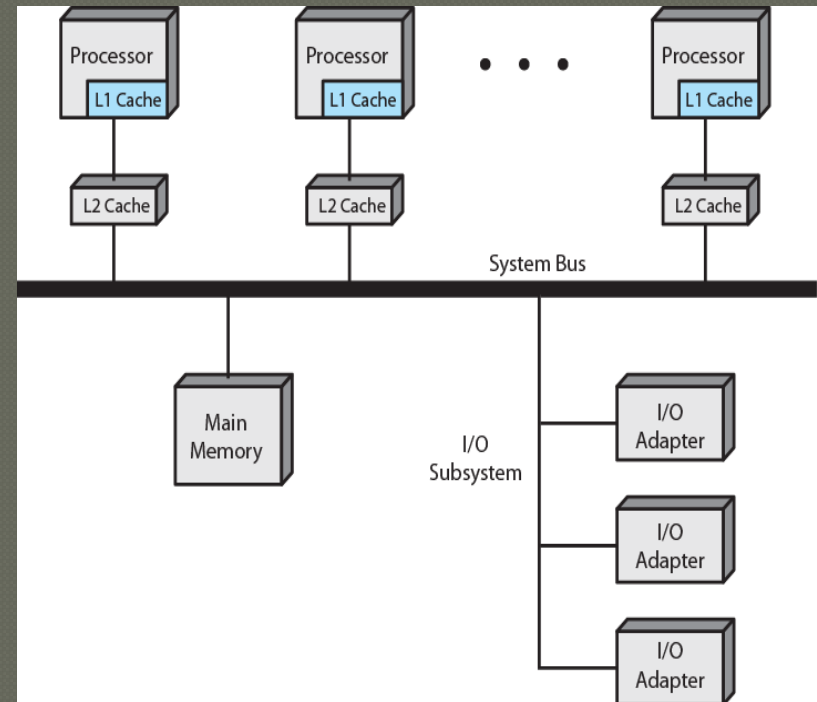 Processor
L1 Cache
Processor
L1 Cache
Processor
L1 Cache
L2 Cache
L2 Cache
L2 Cache
System Bus
Main
Memory
I/O
Subsystem
I/O
Adapter
I/O
Adapter
I/O
Adapter